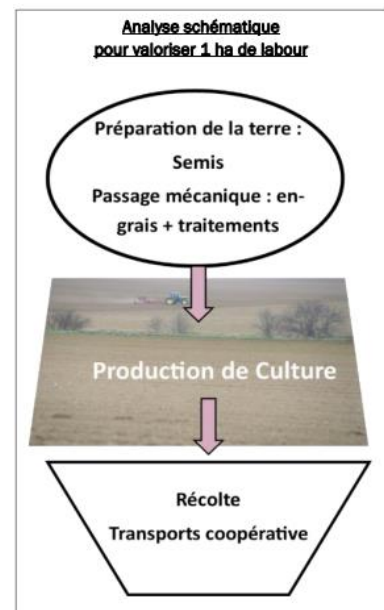 Analyse schématique
pour valoriser 1 ha de labour
Préparation de la terre :
Semis
Passage mécanique : en-
grais + traitements
Production de Culture
Récolte
Transports coopérative